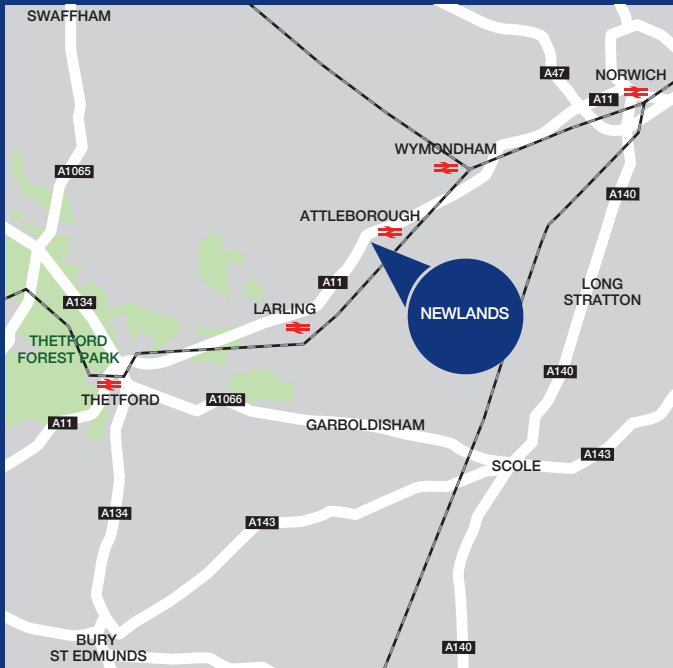 SWAFFHAM
A47
NORWICH
A11
WYMONDHAM
A1065
A140
ATTLEBOROUGH
A11
LONG
STRATTON
A134
LARLING
NEWLANDS
THETFORD
FOREST PARK
A140
THETFORD
A1066
A11
GARBOLDISHAM
A143
SCOLE
A134
A143
BURY
ST EDMUNDS
A140